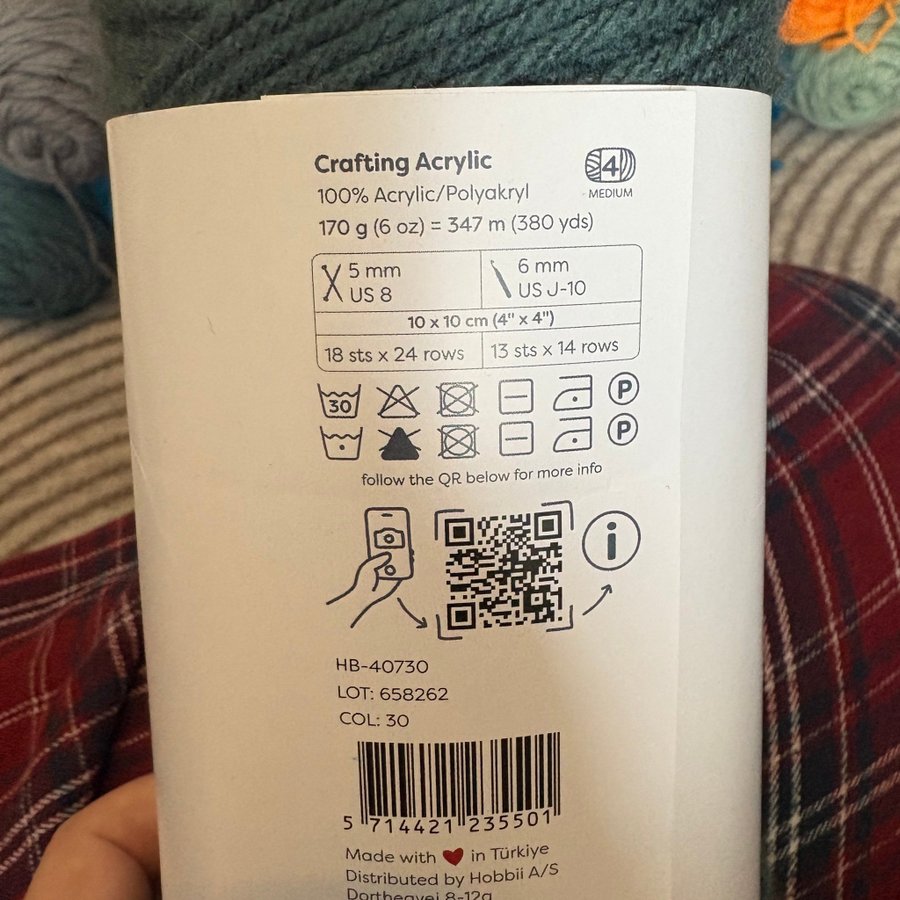 Crafting Acrylic
4
MEDIUM
100% Acrylic/Polyakryl
170 g (6 oz) = 347 m (380 yds)
5 mm
US 8
6 mm
US J-10
10 x 10 cm (4" x 4")
18 sts x 24 rows
13 sts x 14 rows
30
P
P
follow the QR below for more info
i
HB-40730
LOT: 658262
COL: 30
5 714421 235501
Made with ❤ in Türkiye
Distributed by Hobbii A/S
Dortheavej 8-12g